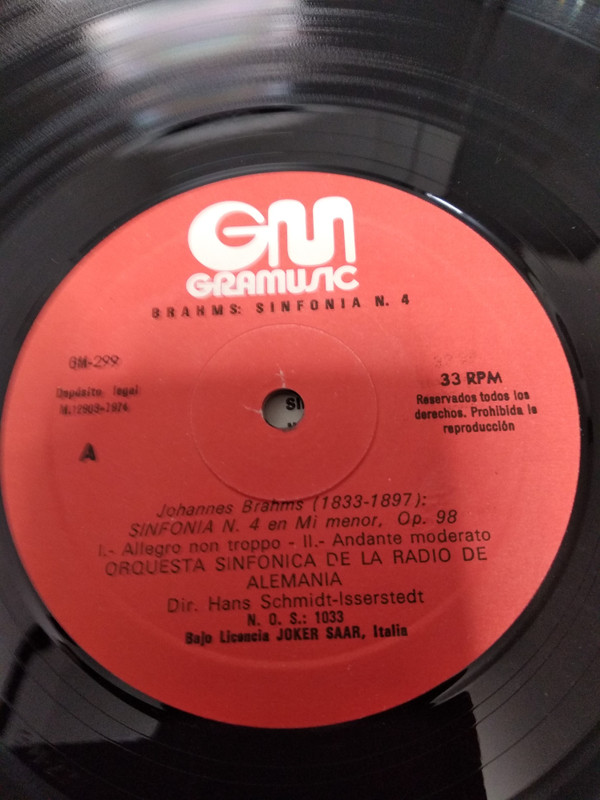 GM
GRAMUSIC
BRAHMS: SINFONIA N. 4
GM-299
Depósito legal
M.12903-1974
A
33 RPM
Reservados todos los
derechos. Prohibida la
reproducción
Johannes Brahms (1833-1897):
SINFONIA N. 4 en Mi menor, Op. 98
I.- Allegro non troppo - II.- Andante moderato
ORQUESTA SINFONICA DE LA RADIO DE
ALEMANIA
Dir. Hans Schmidt-Isserstedt
N. O. S.: 1033
Bajo Licencia JOKER SAAR, Italia